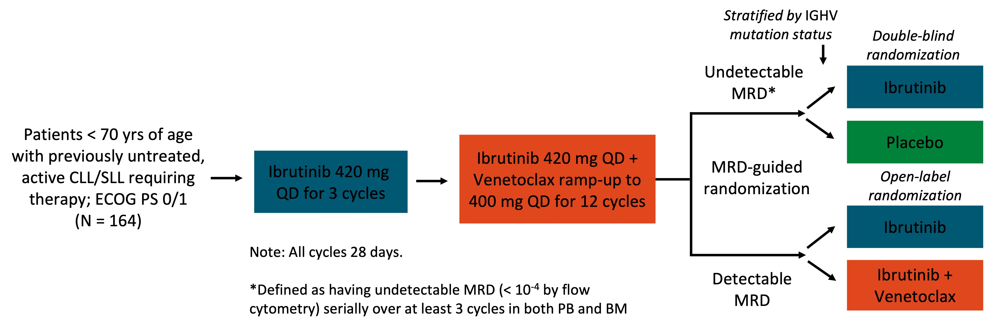 Patients < 70 yrs of age
with previously untreated,
active CLL/SLL requiring
therapy; ECOG PS 0/1
(N = 164)
Ibrutinib 420 mg
QD for 3 cycles
Note: All cycles 28 days.
*Defined as having undetectable MRD (< 10⁻⁴ by flow
cytometry) serially over at least 3 cycles in both PB and BM
Ibrutinib 420 mg QD +
Venetoclax ramp-up to
400 mg QD for 12 cycles
Stratified by IGHV
mutation status
Undetectable
MRD*
MRD-guided
randomization
Detectable
MRD
Double-blind
randomization
Ibrutinib
Placebo
Open-label
randomization
Ibrutinib
Ibrutinib +
Venetoclax